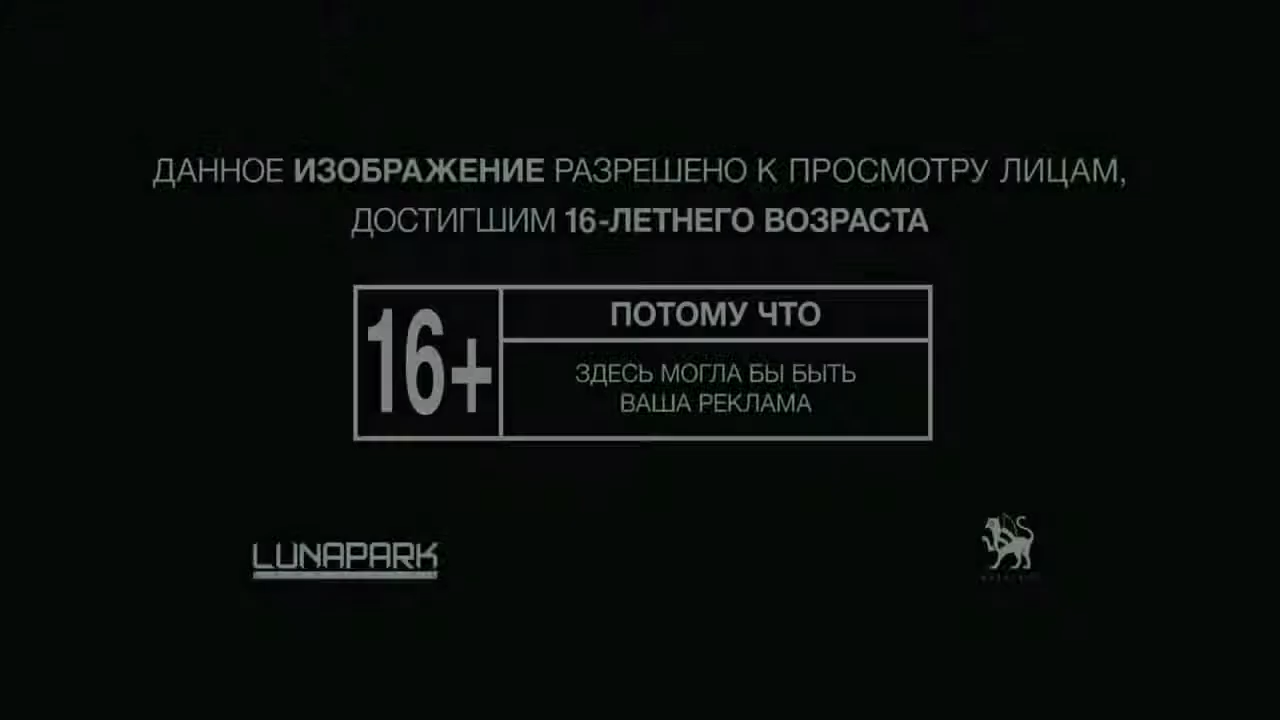 ДАННОЕ ИЗОБРАЖЕНИЕ РАЗРЕШЕНО К ПРОСМОТРУ ЛИЦАМ,
ДОСТИГШИМ 16-ЛЕТНЕГО ВОЗРАСТА
16+
ПОТОМУ ЧТО
ЗДЕСЬ МОГЛА БЫ БЫТЬ
ВАША РЕКЛАМА
LUNAPARK